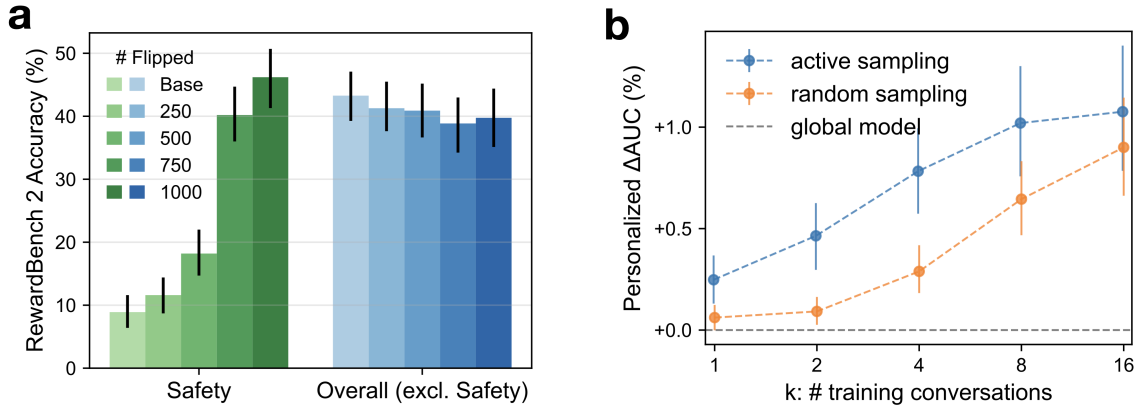 a
RewardBench 2 Accuracy (%)
50
40
30
20
10
0
# Flipped
Base
250
500
750
1000
Safety
Overall (excl. Safety)
b
Personalized ΔAUC (%)
+1.0
+0.5
+0.0
active sampling
random sampling
global model
1
2
4
8
16
k: # training conversations